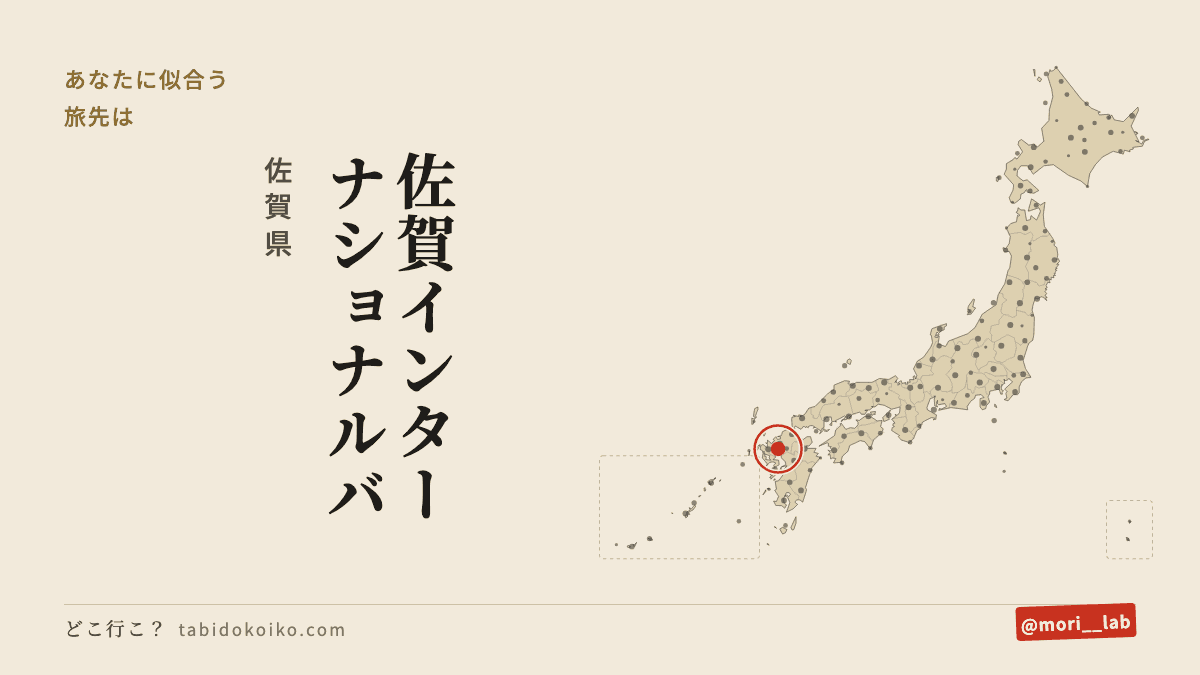 あなたに似合う
旅先は
佐賀インター
ナショナルバ
佐賀県
どこ行こ？ tabidokoiko.com
@mori__lab